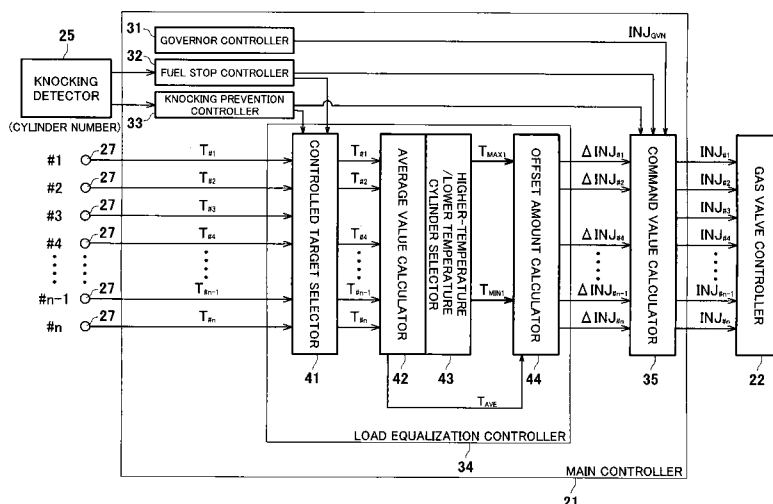 31
GOVERNOR CONTROLLER
INJGVN
25
32
FUEL STOP CONTROLLER
KNOCKING
DETECTOR
KNOCKING PREVENTION
CONTROLLER
33
(CYLINDER NUMBER)
#1
27
T#1
T#1
TMAX1
ΔINJ#1
INJ#1
#2
27
T#2
T#2
ΔINJ#2
INJ#2
#3
27
T#3
INJ#3
#4
27
T#4
T#4
ΔINJ#4
INJ#4
#n-1
27
T#n-1
T#n-1
TMIN1
ΔINJ#n-1
INJ#n-1
#n
27
T#n
T#n
ΔINJ#n
INJ#n
CONTROLLED
TARGET
SELECTOR
AVERAGE VALUE CALCULATOR
HIGHER-TEMPERATURE
/LOWER TEMPERATURE
CYLINDER SELECTOR
OFFSET AMOUNT CALCULATOR
COMMAND VALUE CALCULATOR
GAS VALVE CONTROLLER
41
42
43
44
35
22
TAVE
LOAD EQUALIZATION CONTROLLER
34
MAIN CONTROLLER
21